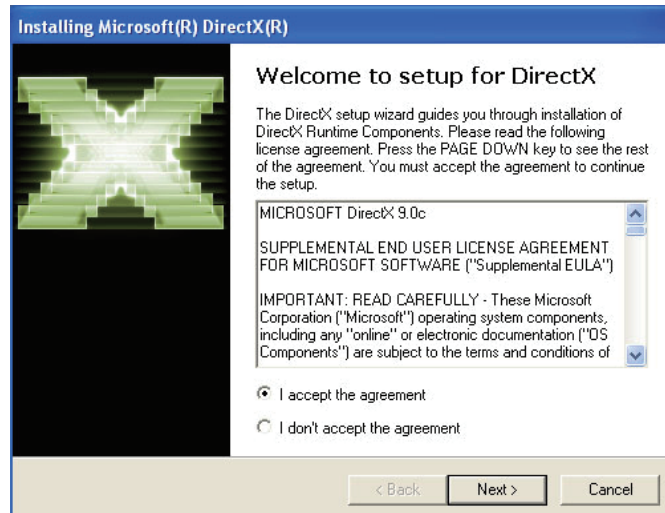 Installing Microsoft(R) DirectX(R)
Welcome to setup for DirectX
The DirectX setup wizard guides you through installation of
DirectX Runtime Components. Please read the following
license agreement. Press the PAGE DOWN key to see the rest
of the agreement. You must accept the agreement to continue
the setup.
MICROSOFT DirectX 9.0c
SUPPLEMENTAL END USER LICENSE AGREEMENT
FOR MICROSOFT SOFTWARE ("Supplemental EULA")
IMPORTANT: READ CAREFULLY - These Microsoft
Corporation ("Microsoft") operating system components,
including any "online" or electronic documentation ("OS
Components") are subject to the terms and conditions of
I accept the agreement
I don't accept the agreement
< Back Next > Cancel